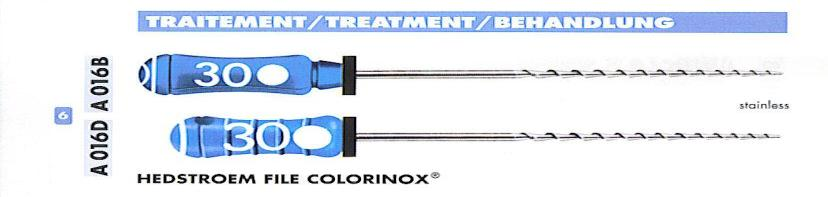 TRAITEMENT/TREATMENT/BEHANDLUNG
A 016B
30
stainless
6
A 016D
30
HEDSTROEM FILE COLORINOX®